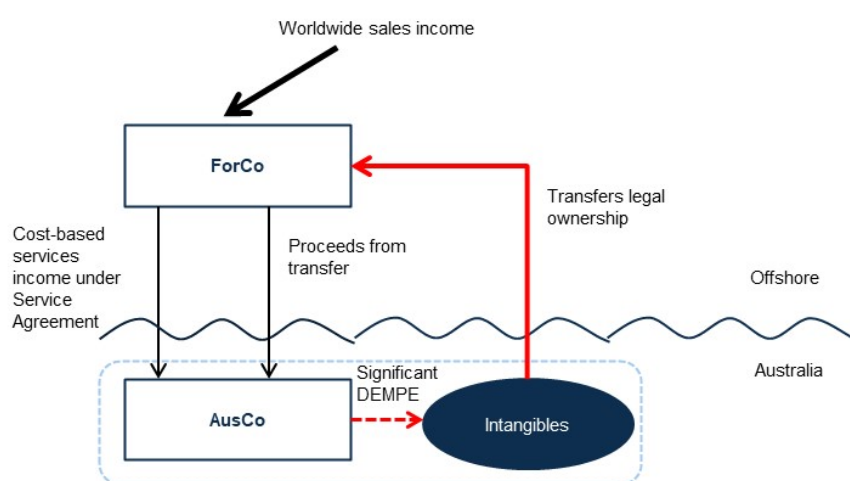 Worldwide sales income
ForCo
Transfers legal
ownership
Cost-based
services
income under
Service
Agreement
Proceeds from
transfer
Offshore
Australia
Significant
DEMPE
AusCo
Intangibles